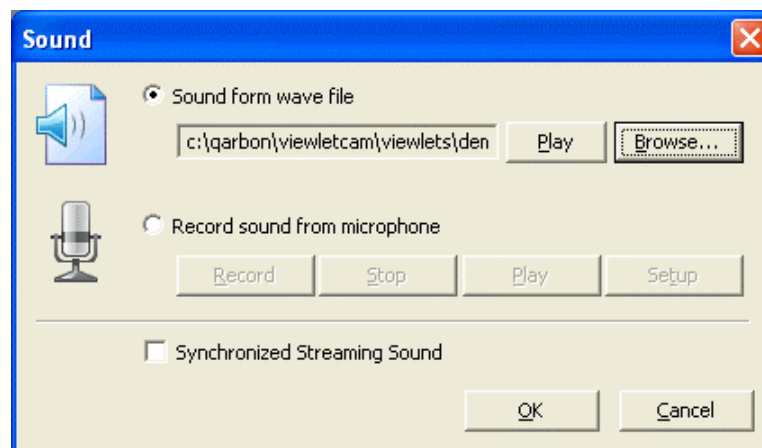 Sound
Sound form wave file
c:\qarbon\viewletcam\viewlets\den
Play
Browse...
Record sound from microphone
Record
Stop
Play
Setup
Synchronized Streaming Sound
OK
Cancel